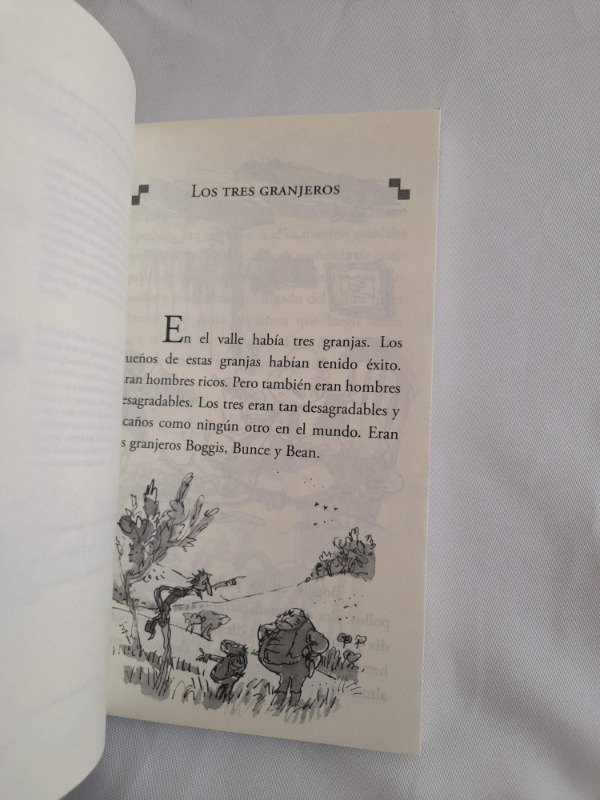 LOS TRES GRANJEROS
En el valle había tres granjas. Los
ueños de estas granjas habían tenido éxito.
ran hombres ricos. Pero también eran hombres
esagradables. Los tres eran tan desagradables y
caños como ningún otro en el mundo. Eran
s granjeros Boggis, Bunce y Bean.